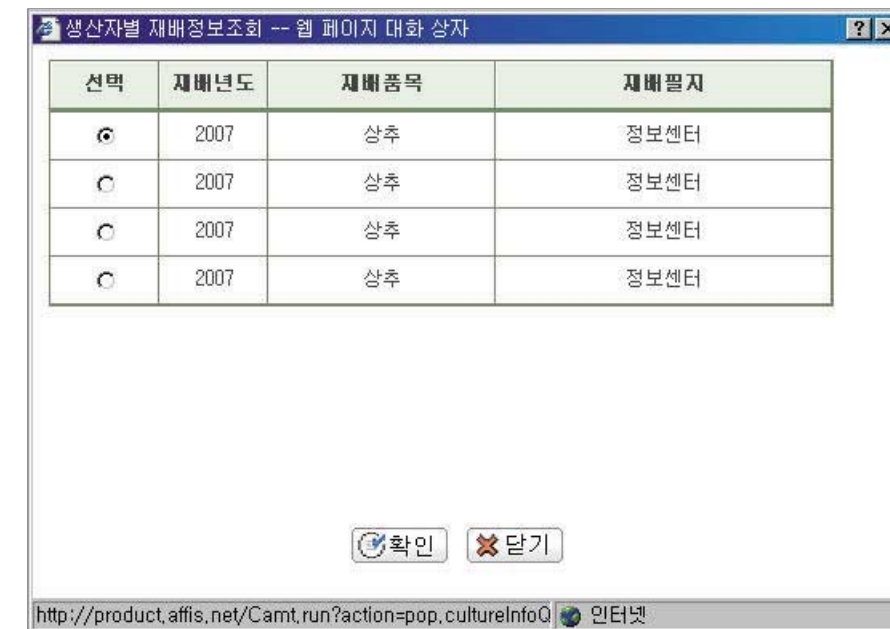 생산자별 재배정보조회 -- 웹 페이지 대화 상자
선택 재배년도 재배품목 재배필지
2007 상추 정보센터
2007 상추 정보센터
2007 상추 정보센터
2007 상추 정보센터
확인 닫기
http://product,affis,net/Camt,run?action=pop,cultureInfoQ 인터넷